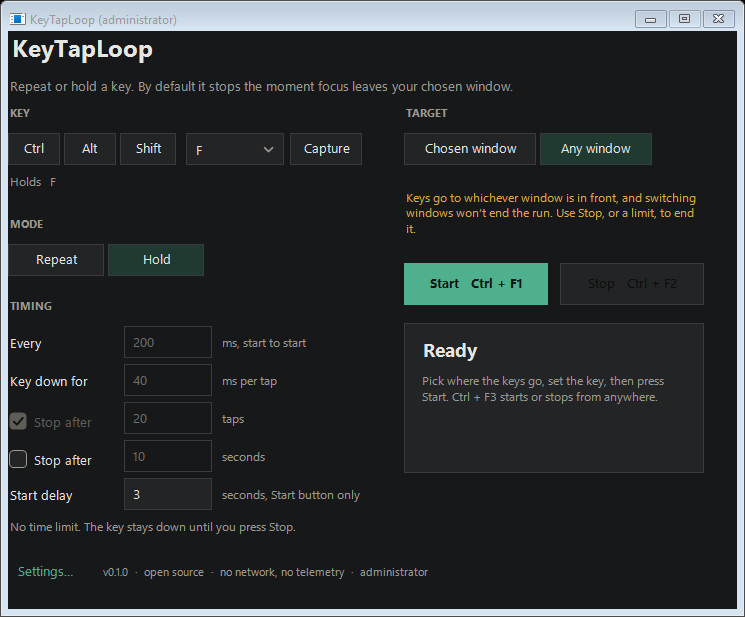 KeyTapLoop (administrator)
KeyTapLoop
Repeat or hold a key. By default it stops the moment focus leaves your chosen window.
KEY
Ctrl Alt Shift F Capture
Holds F
MODE
Repeat Hold
TIMING
Every 200 ms, start to start
Key down for 40 ms per tap
Stop after 20 taps
Stop after 10 seconds
Start delay 3 seconds, Start button only
No time limit. The key stays down until you press Stop.
TARGET
Chosen window Any window
Keys go to whichever window is in front, and switching
windows won't end the run. Use Stop, or a limit, to end
it.
Start Ctrl + F1 Stop Ctrl + F2
Ready
Pick where the keys go, set the key, then press
Start. Ctrl + F3 starts or stops from anywhere.
Settings... v0.1.0 · open source · no network, no telemetry · administrator